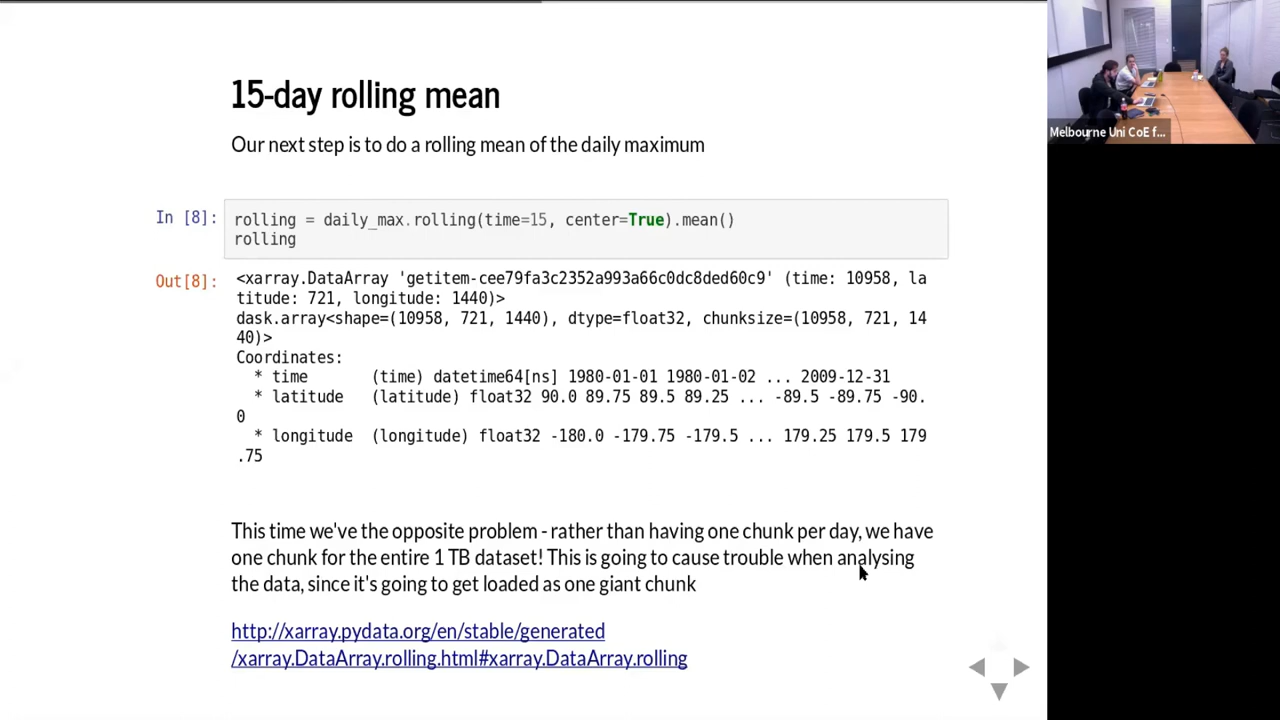 15-day rolling mean
Our next step is to do a rolling mean of the daily maximum
In [8]:
rolling = daily_max.rolling(time=15, center=True).mean()
rolling
Out[8]:
<xarray.DataArray 'getitem-cee79fa3c2352a993a66c0dc8ded60c9' (time: 10958, la
titude: 721, longitude: 1440)>
dask.array<shape=(10958, 721, 1440), dtype=float32, chunksize=(10958, 721, 14
40)>
Coordinates:
  * time       (time) datetime64[ns] 1980-01-01 1980-01-02 ... 2009-12-31
  * latitude   (latitude) float32 90.0 89.75 89.5 89.25 ... -89.5 -89.75 -90.
0
  * longitude  (longitude) float32 -180.0 -179.75 -179.5 ... 179.25 179.5 179
.75
This time we've the opposite problem - rather than having one chunk per day, we have
one chunk for the entire 1 TB dataset! This is going to cause trouble when analysing
the data, since it's going to get loaded as one giant chunk
http://xarray.pydata.org/en/stable/generated
/xarray.DataArray.rolling.html#xarray.DataArray.rolling
Melbourne Uni CoE f...